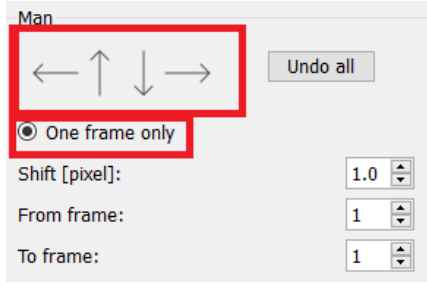 Man
← ↑ ↓ → Undo all
One frame only
Shift [pixel]: 1.0
From frame: 1
To frame: 1